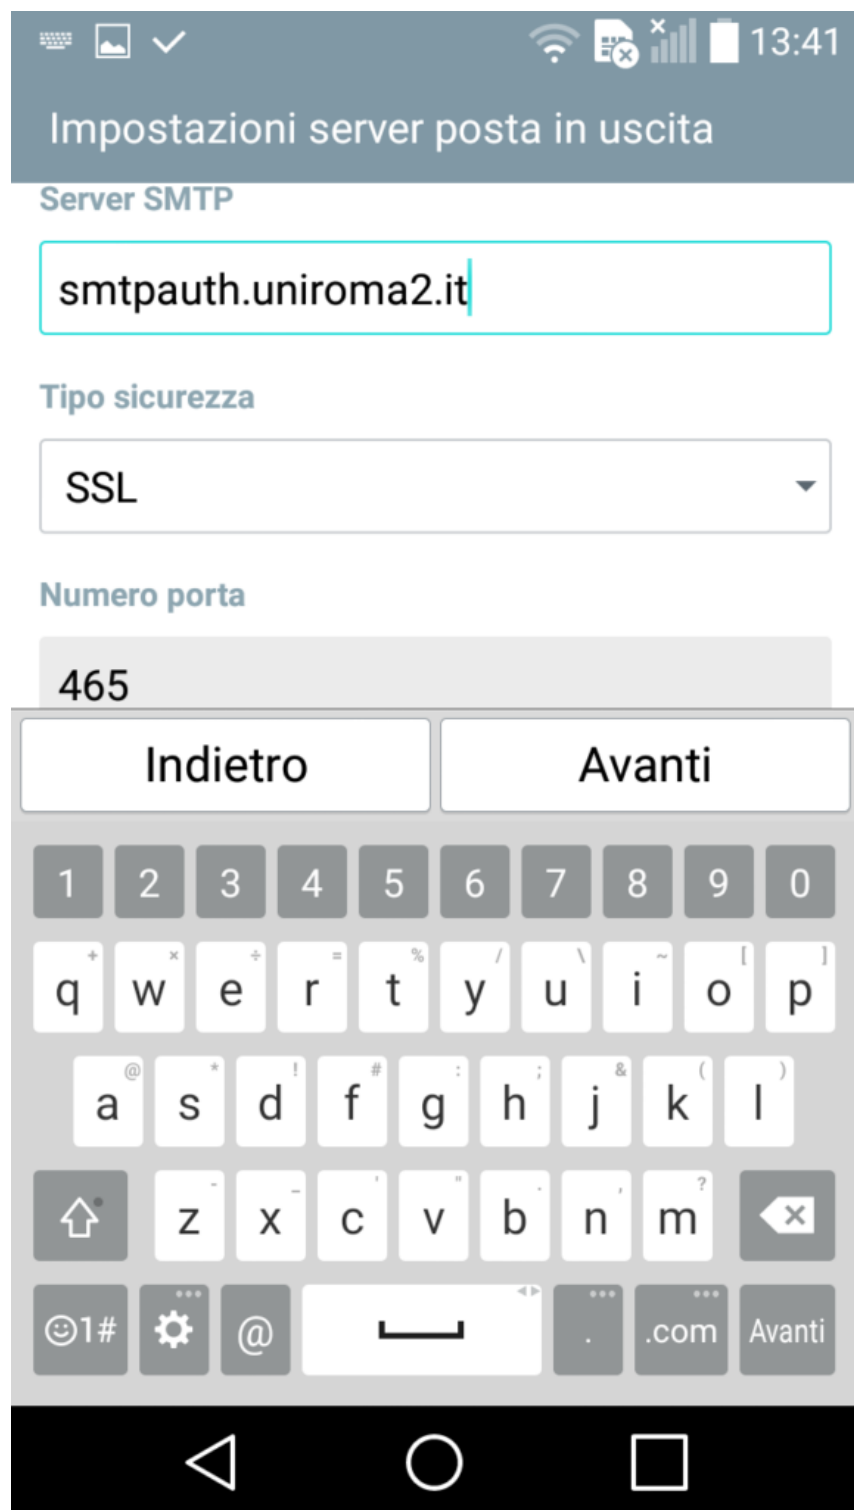 13:41
Impostazioni server posta in uscita
Server SMTP
smtpauth.uniroma2.it
Tipo sicurezza
SSL
Numero porta
465
Indietro Avanti
1 2 3 4 5 6 7 8 9 0
+ × ÷ = % / \ ~ [ ]
q w e r t y u i o p
@ * ! # : ; & ( )
a s d f g h j k l
- _ ' " . , ?
z x c v b n m
1# @ . .com Avanti